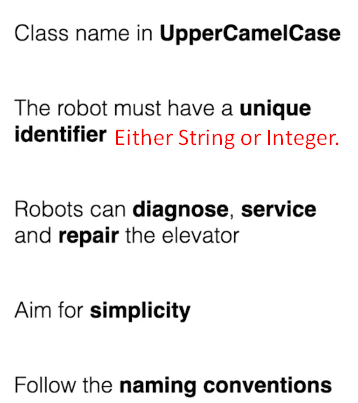 Class name in UpperCamelCase
The robot must have a unique
identifier Either String or Integer.
Robots can diagnose, service
and repair the elevator
Aim for simplicity
Follow the naming conventions